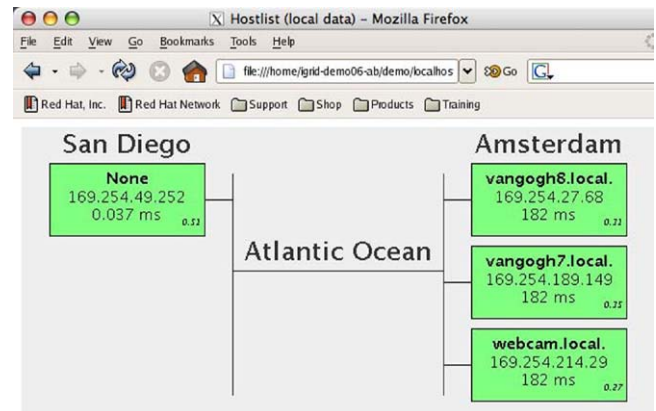 X Hostlist (local data) – Mozilla Firefox
File Edit View Go Bookmarks Tools Help
file:///home/igrid-demo06-ab/demo/localhos Go G
Red Hat, Inc. Red Hat Network Support Shop Products Training
San Diego
Amsterdam
None
169.254.49.252
0.037 ms
0.51
Atlantic Ocean
vangogh8.local.
169.254.27.68
182 ms
0.21
vangogh7.local.
169.254.189.149
182 ms
0.25
webcam.local.
169.254.214.29
182 ms
0.27